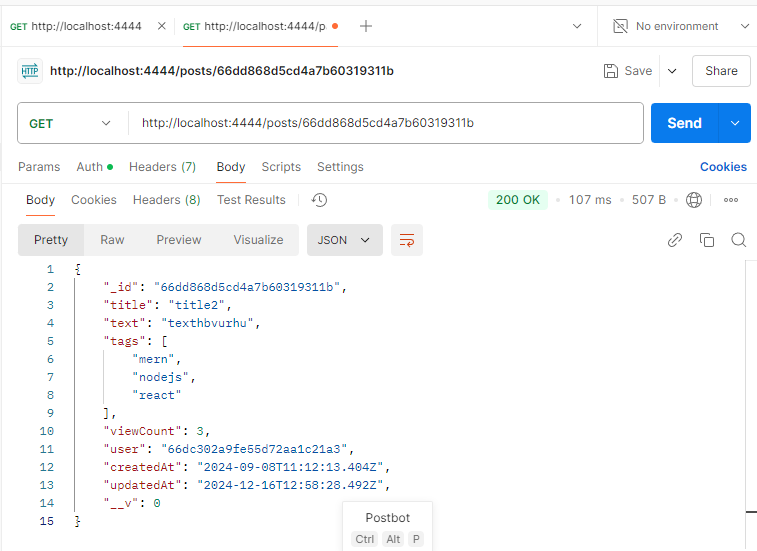 GET http://localhost:4444 GET http://localhost:4444/p No environment
HTTP http://localhost:4444/posts/66dd868d5cd4a7b60319311b Save Share
GET http://localhost:4444/posts/66dd868d5cd4a7b60319311b Send
Params Auth Headers (7) Body Scripts Settings Cookies
Body Cookies Headers (8) Test Results 200 OK 107 ms 507 B
Pretty Raw Preview Visualize JSON
1 {
2 "_id": "66dd868d5cd4a7b60319311b",
3 "title": "title2",
4 "text": "texthbvurhu",
5 "tags": [
6 "mern",
7 "nodejs",
8 "react"
9 ],
10 "viewCount": 3,
11 "user": "66dc302a9fe55d72aa1c21a3",
12 "createdAt": "2024-09-08T11:12:13.404Z",
13 "updatedAt": "2024-12-16T12:58:28.492Z",
14 "__v": 0
15 }
Postbot
Ctrl Alt P